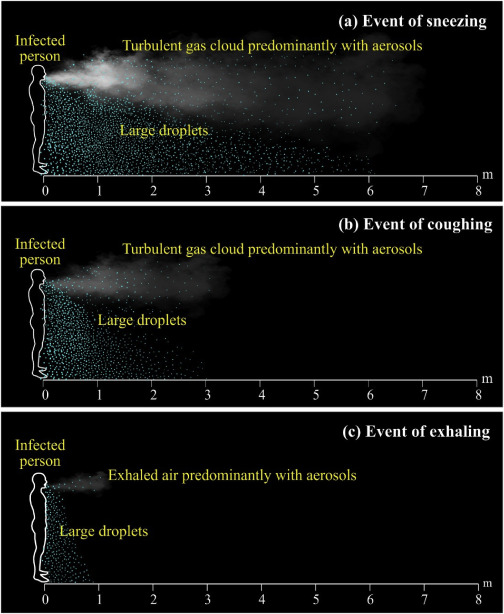 (a) Event of sneezing
Infected
person
Turbulent gas cloud predominantly with aerosols
Large droplets
m
0 1 2 3 4 5 6 7 8
(b) Event of coughing
Infected
person
Turbulent gas cloud predominantly with aerosols
Large droplets
m
0 1 2 3 4 5 6 7 8
(c) Event of exhaling
Infected
person
Exhaled air predominantly with aerosols
Large droplets
m
0 1 2 3 4 5 6 7 8